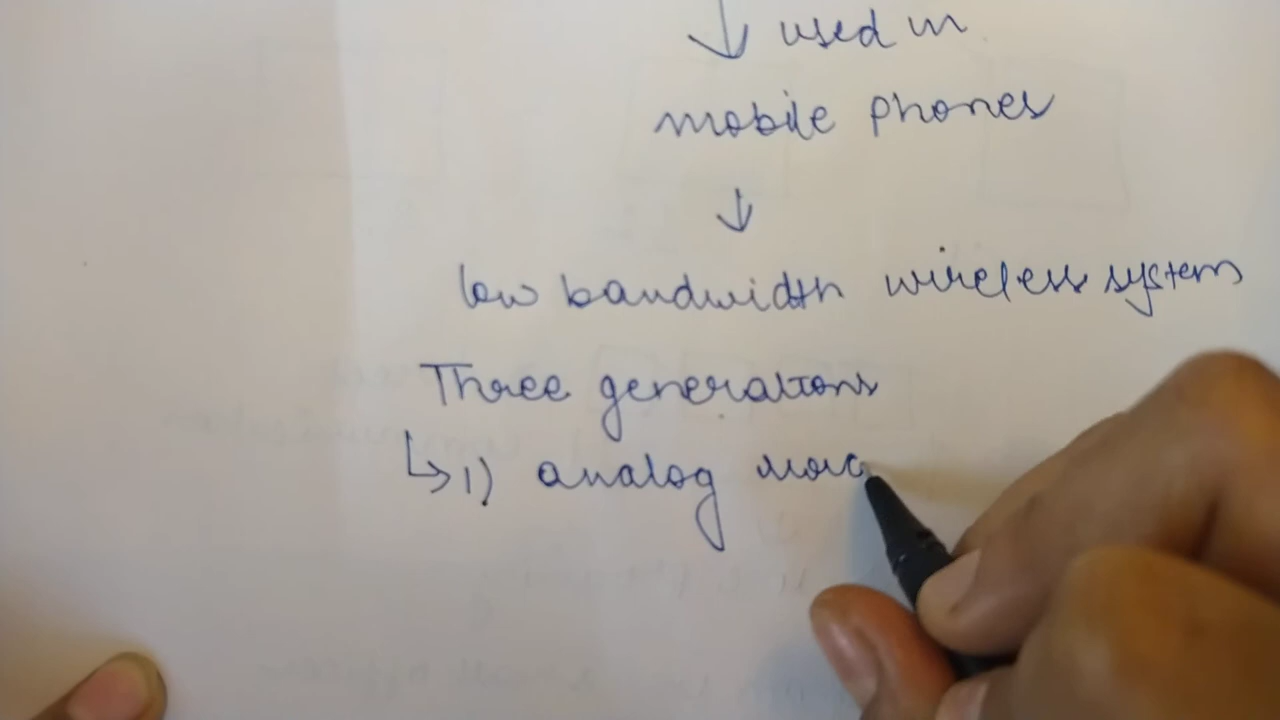 ↓ used in
mobile phones
↓
low bandwidth wireless system
Three generations
↳ 1) analog